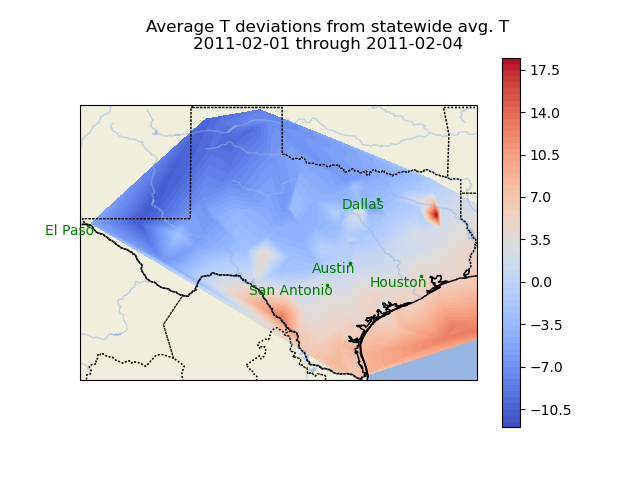 Average T deviations from statewide avg. T
2011-02-01 through 2011-02-04
17.5
14.0
10.5
7.0
3.5
0.0
−3.5
−7.0
−10.5
Dallas
El Paso
Austin
Houston
San Antonio